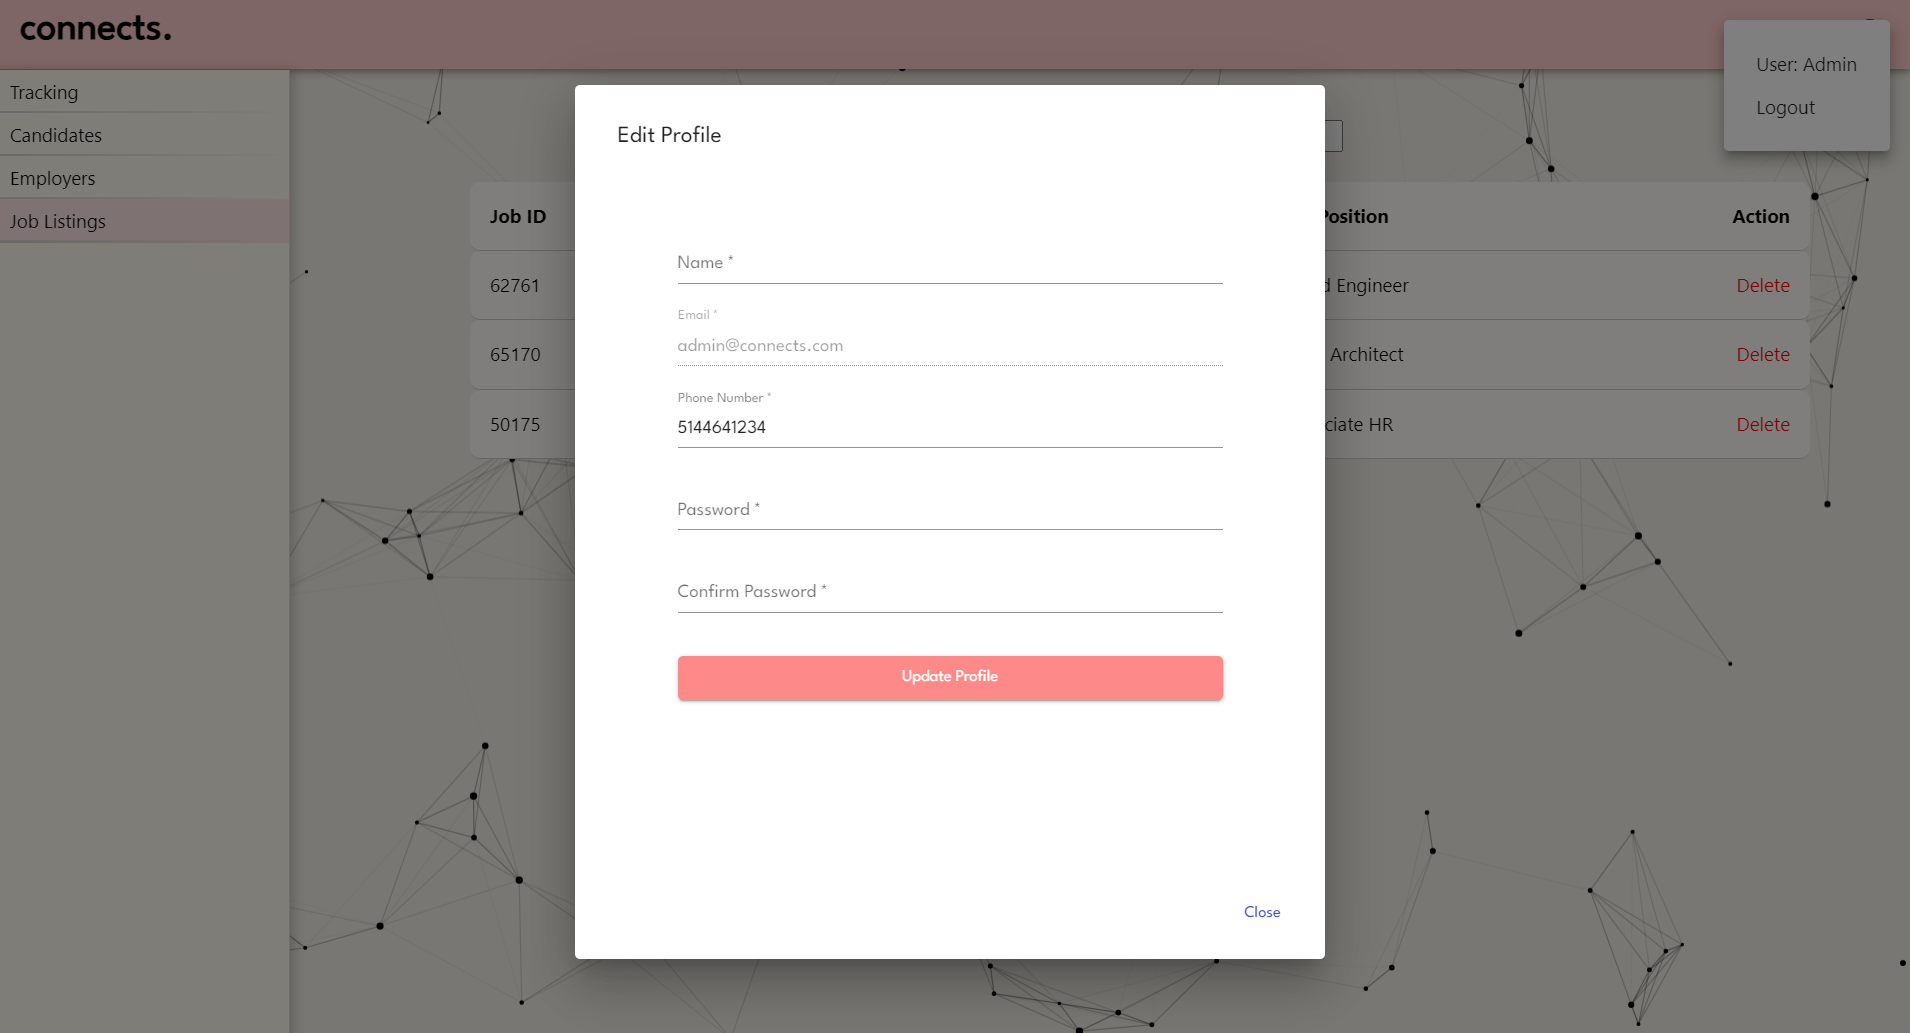 connects.
User: Admin
Logout
Tracking
Candidates
Employers
Job Listings
Edit Profile
Name *
Email *
admin@connects.com
Phone Number *
5144641234
Password *
Confirm Password *
Update Profile
Close
Job ID Position Action
62761 Engineer Delete
65170 Architect Delete
50175 ciate HR Delete